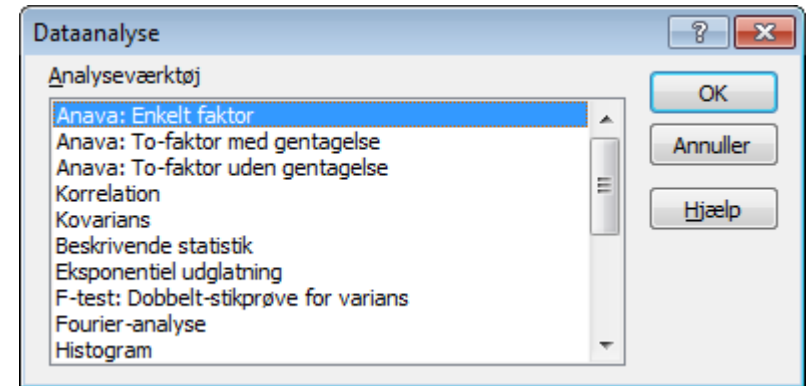 Dataanalyse
Analyseværktøj
Anava: Enkelt faktor
Anava: To-faktor med gentagelse
Anava: To-faktor uden gentagelse
Korrelation
Kovarians
Beskrivende statistik
Eksponentiel udglatning
F-test: Dobbelt-stikprøve for varians
Fourier-analyse
Histogram
OK
Annuller
Hjælp